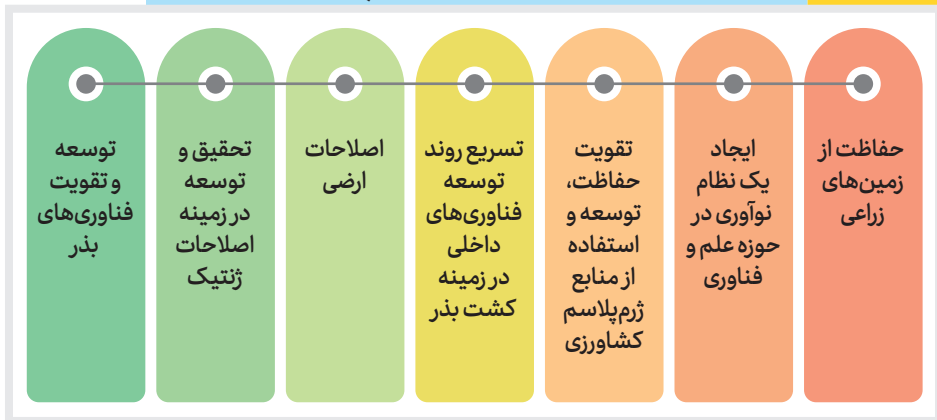 حفاظت از
زمین‌های
زراعی
ایجاد
یک نظام
نوآوری در
حوزه علم و
فناوری
تقویت
حفاظت،
توسعه و
استفاده
از منابع
ژرم‌پلاسم
کشاورزی
تسریع روند
توسعه
فناوری‌های
داخلی
در زمینه
کشت بذر
اصلاحات
ارضی
تحقیق و
توسعه
در زمینه
اصلاحات
ژنتیک
توسعه
و تقویت
فناوری‌های
بذر